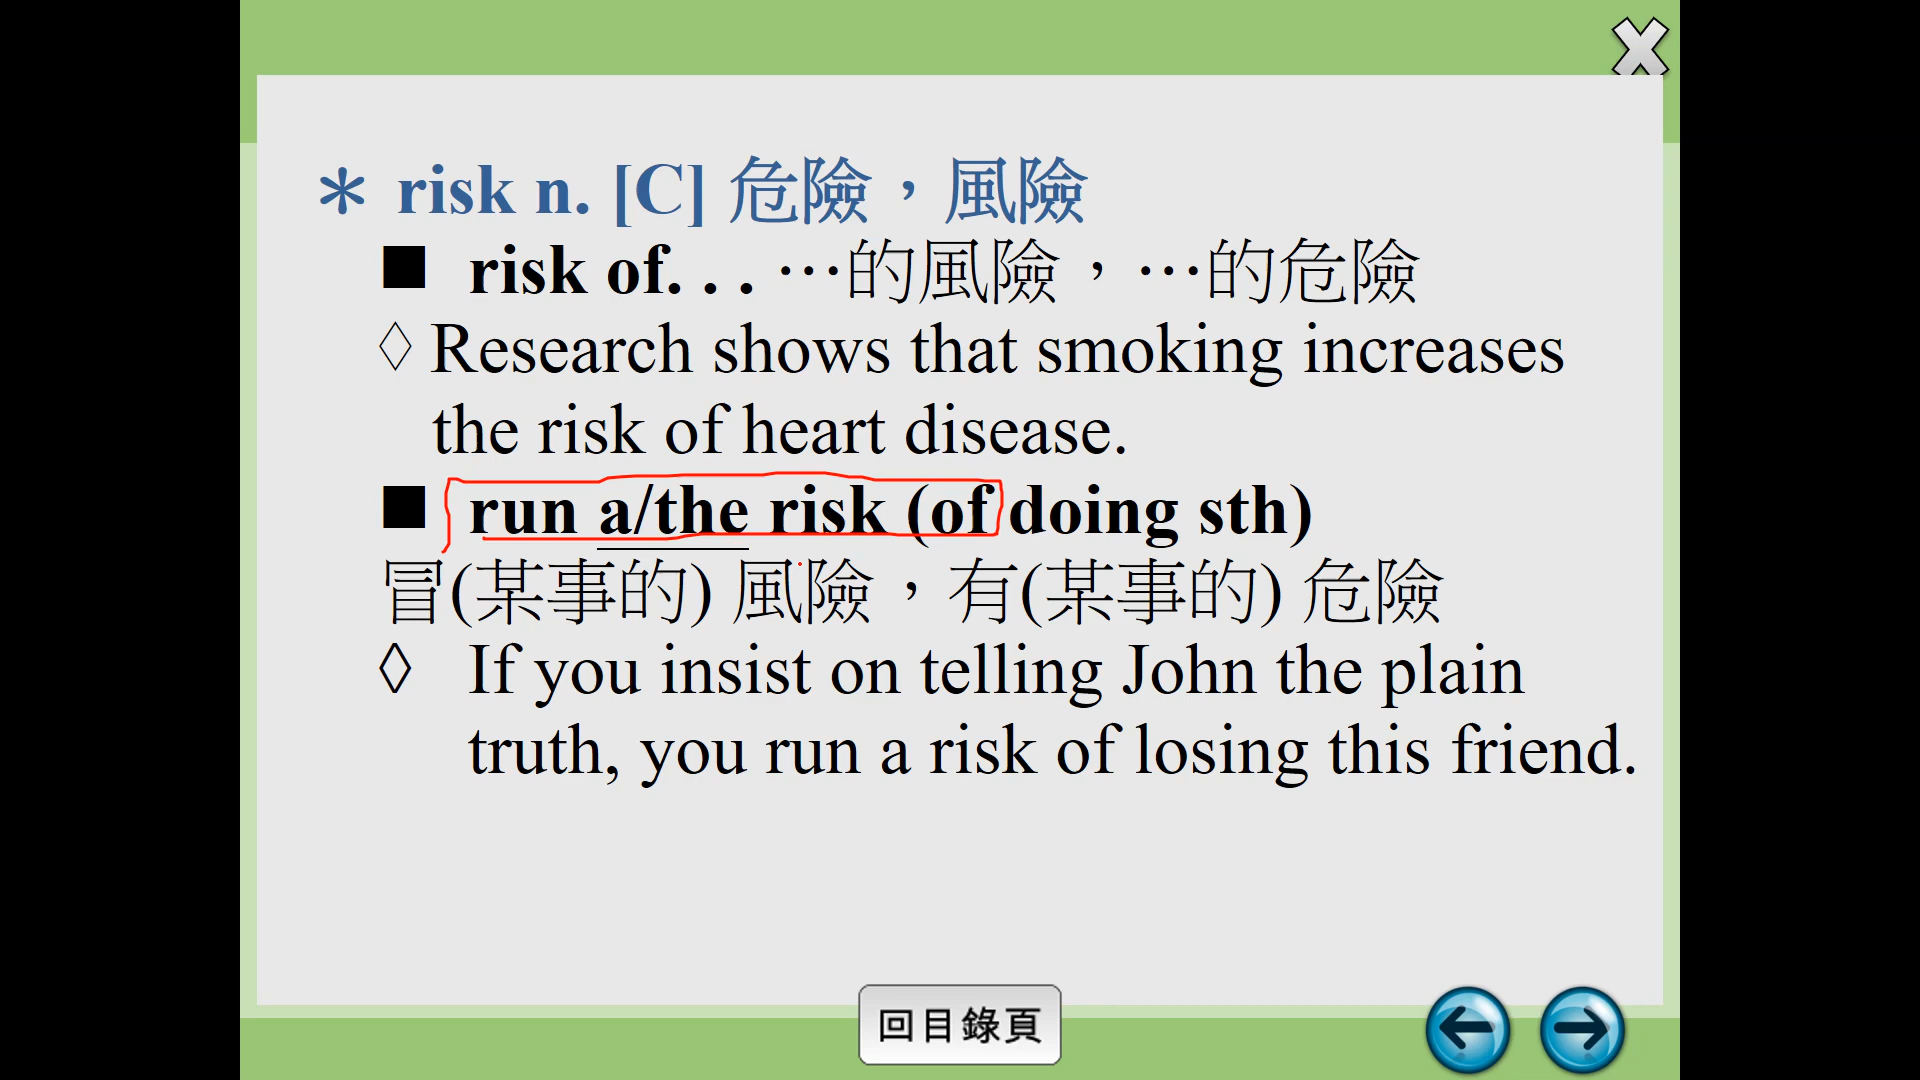 ＊ risk n. [C] 危險，風險
■ risk of. . . …的風險，…的危險
◊ Research shows that smoking increases
the risk of heart disease.
■ run a/the risk (of doing sth)
冒(某事的) 風險，有(某事的) 危險
◊ If you insist on telling John the plain
truth, you run a risk of losing this friend.
回目錄頁